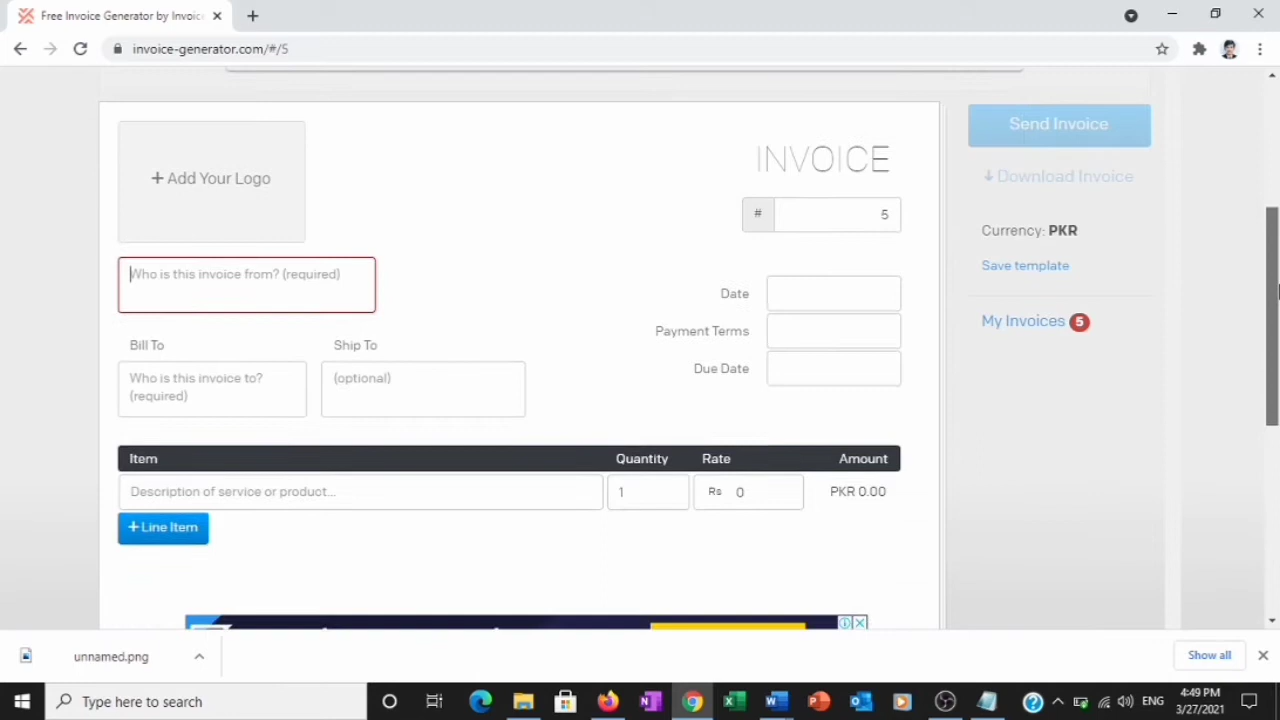 Free Invoice Generator by Invoic
invoice-generator.com/#/5
+ Add Your Logo
INVOICE
# 5
Send Invoice
Download Invoice
Currency: PKR
Save template
My Invoices 5
Who is this invoice from? (required)
Date
Payment Terms
Due Date
Bill To
Ship To
Who is this invoice to?
(required)
(optional)
Item Quantity Rate Amount
Description of service or product... 1 Rs 0 PKR 0.00
+ Line Item
unnamed.png
Show all
Type here to search
ENG
4:49 PM
3/27/2021